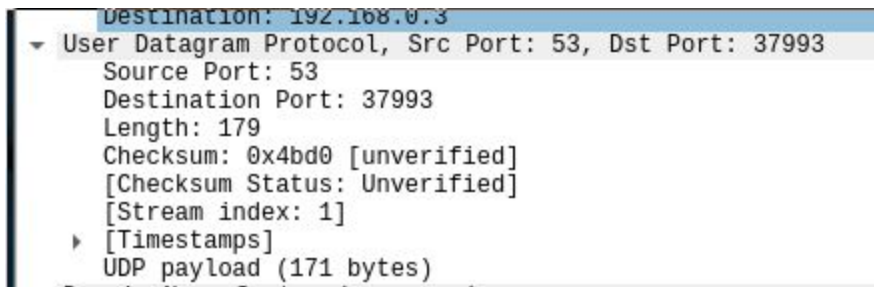 Destination: 192.168.0.3
User Datagram Protocol, Src Port: 53, Dst Port: 37993
Source Port: 53
Destination Port: 37993
Length: 179
Checksum: 0x4bd0 [unverified]
[Checksum Status: Unverified]
[Stream index: 1]
[Timestamps]
UDP payload (171 bytes)